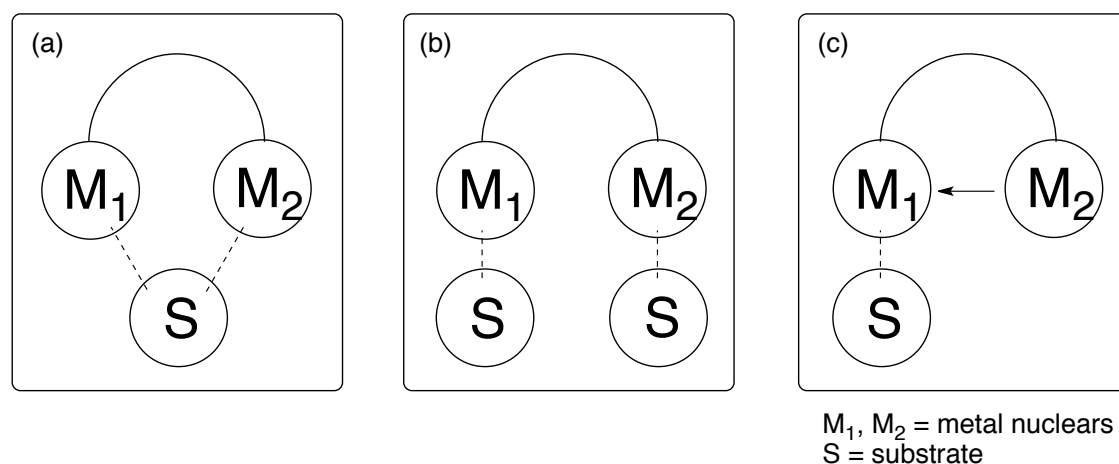 (a)
M1
M2
S
(b)
M1
M2
S
S
(c)
M1
M2
S
M1, M2 = metal nuclears
S = substrate